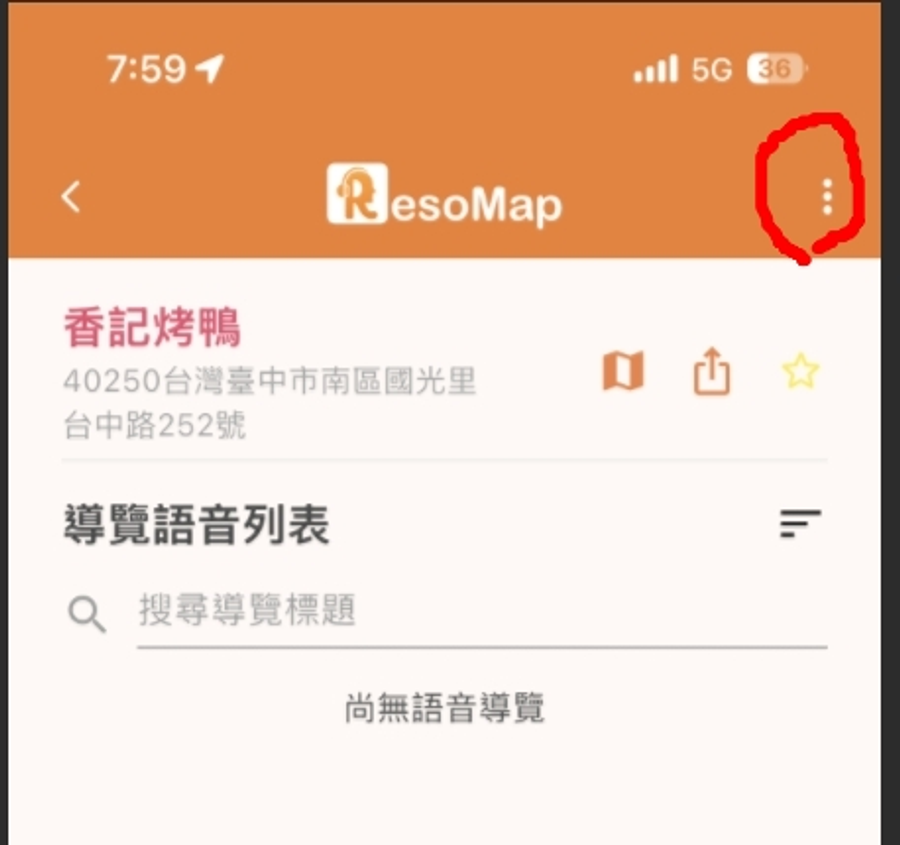 7:59
5G
36
ResoMap
香記烤鴨
40250台灣臺中市南區國光里
台中路252號
導覽語音列表
搜尋導覽標題
尚無語音導覽